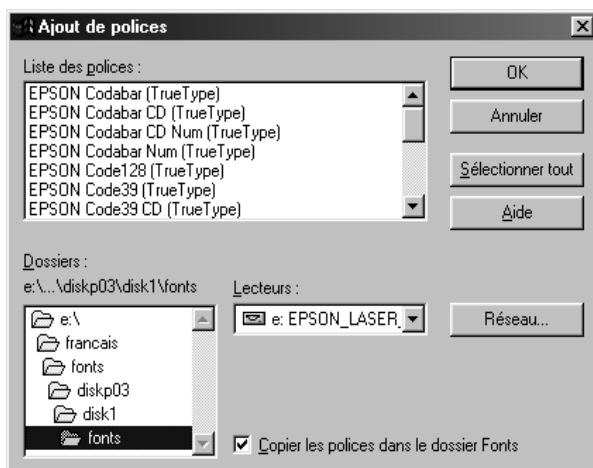 Ajout de polices
Liste des polices :
EPSON Codabar (TrueType)
EPSON Codabar CD (TrueType)
EPSON Codabar CD Num (TrueType)
EPSON Codabar Num (TrueType)
EPSON Code128 (TrueType)
EPSON Code39 (TrueType)
EPSON Code39 CD (TrueType)
OK
Annuler
Sélectionner tout
Aide
Dossiers :
e:\...\diskp03\disk1\fonts
e:\
francais
fonts
diskp03
disk1
fonts
Lecteurs :
e: EPSON_LASER_
Réseau...
Copier les polices dans le dossier Fonts